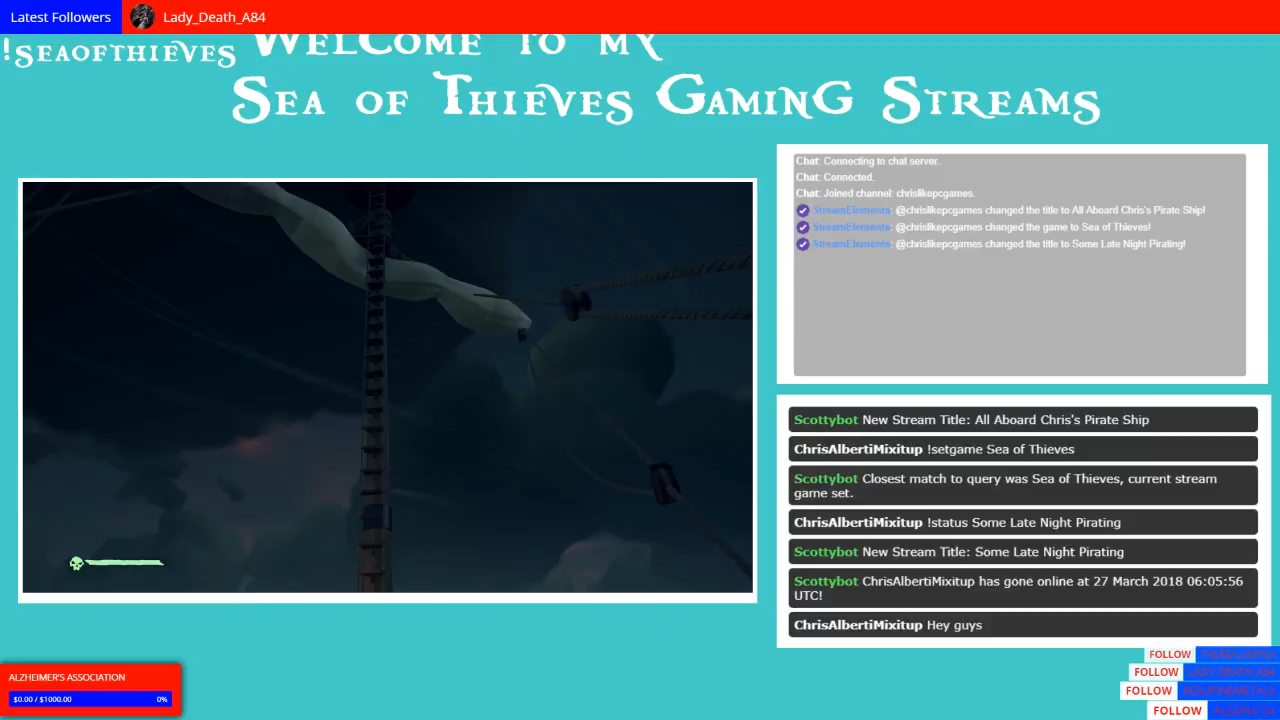 Latest Followers Lady_Death_A84
!SeaofThieves Welcome to my
Sea of Thieves Gaming Streams
Chat: Connecting to chat server..
Chat: Connected.
Chat: Joined channel: chrislikepcgames.
StreamElements: @chrislikepcgames changed the title to All Aboard Chris's Pirate Ship!
StreamElements: @chrislikepcgames changed the game to Sea of Thieves!
StreamElements: @chrislikepcgames changed the title to Some Late Night Pirating!
Scottybot New Stream Title: All Aboard Chris's Pirate Ship
ChrisAlbertiMixitup !setgame Sea of Thieves
Scottybot Closest match to query was Sea of Thieves, current stream
game set.
ChrisAlbertiMixitup !status Some Late Night Pirating
Scottybot New Stream Title: Some Late Night Pirating
Scottybot ChrisAlbertiMixitup has gone online at 27 March 2018 06:05:56
UTC!
ChrisAlbertiMixitup Hey guys
ALZHEIMER'S ASSOCIATION
$0.00 / $1000.00 0%
FOLLOW
FOLLOW LADY_DEATH_A84
FOLLOW
FOLLOW